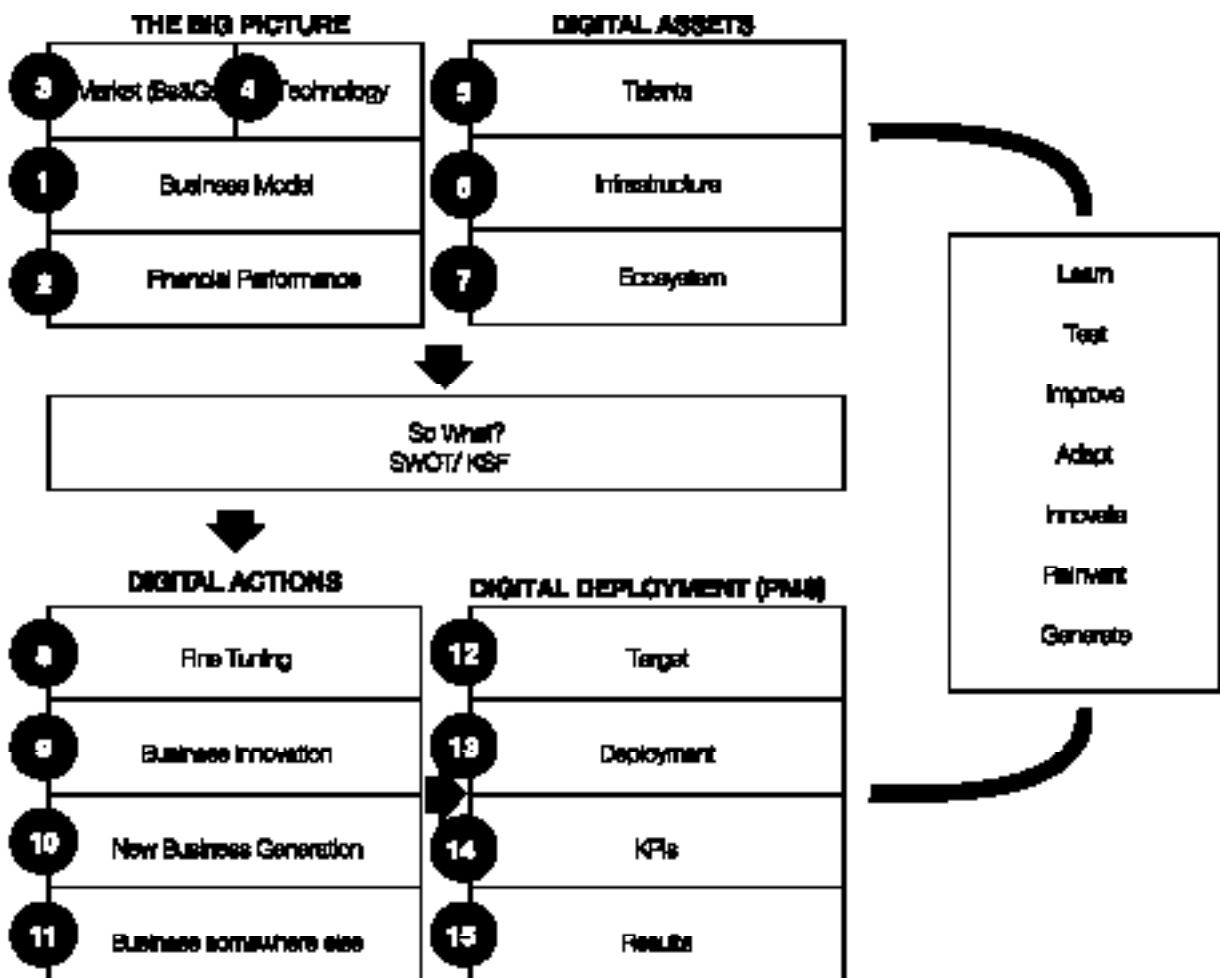 THE BIG PICTURE
DIGITAL ASSETS
3 Market 4 Technology
5 Talents
1 Business Model
6 Infrastructure
2 Financial Performance
7 Ecosystem
So What?
SWOT/ KSF
DIGITAL ACTIONS
DIGITAL DEPLOYMENT
8 Fine Tuning
12 Target
9 Business Innovation
13 Deployment
10 New Business Generation
14 KPIs
11 Business somewhere else
15 Results
Learn
Test
Improve
Adapt
Innovate
Reinvent
Generate